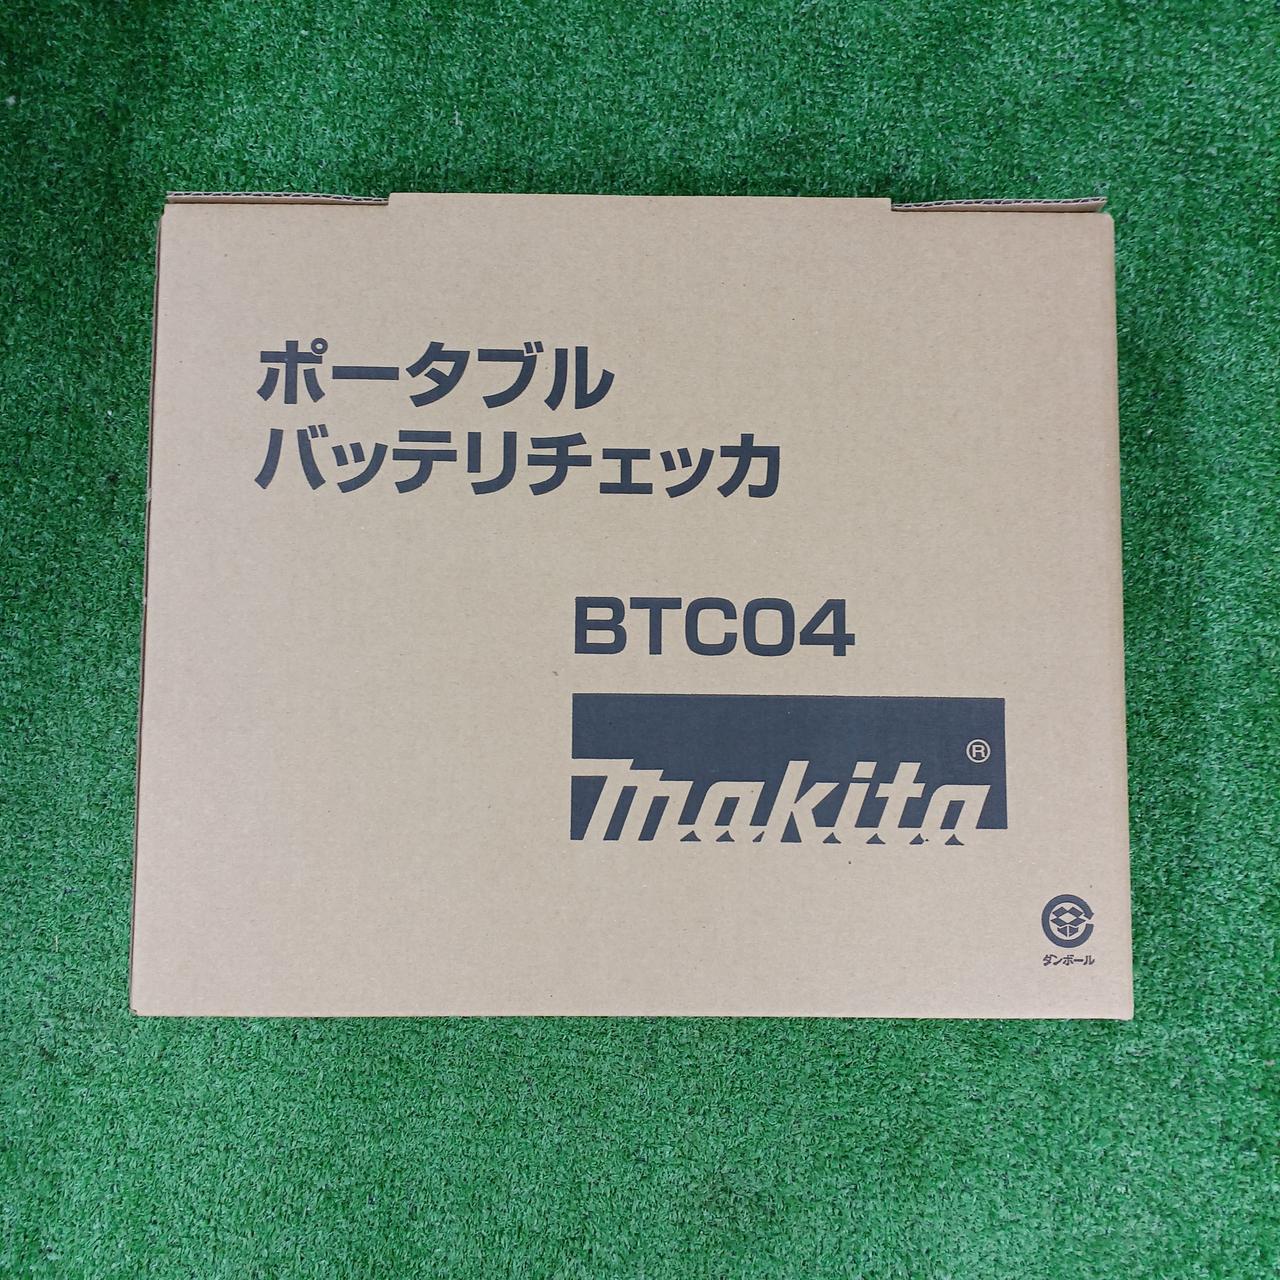 ポータブル
バッテリチェッカ
BTC04
makita®
ダンボール